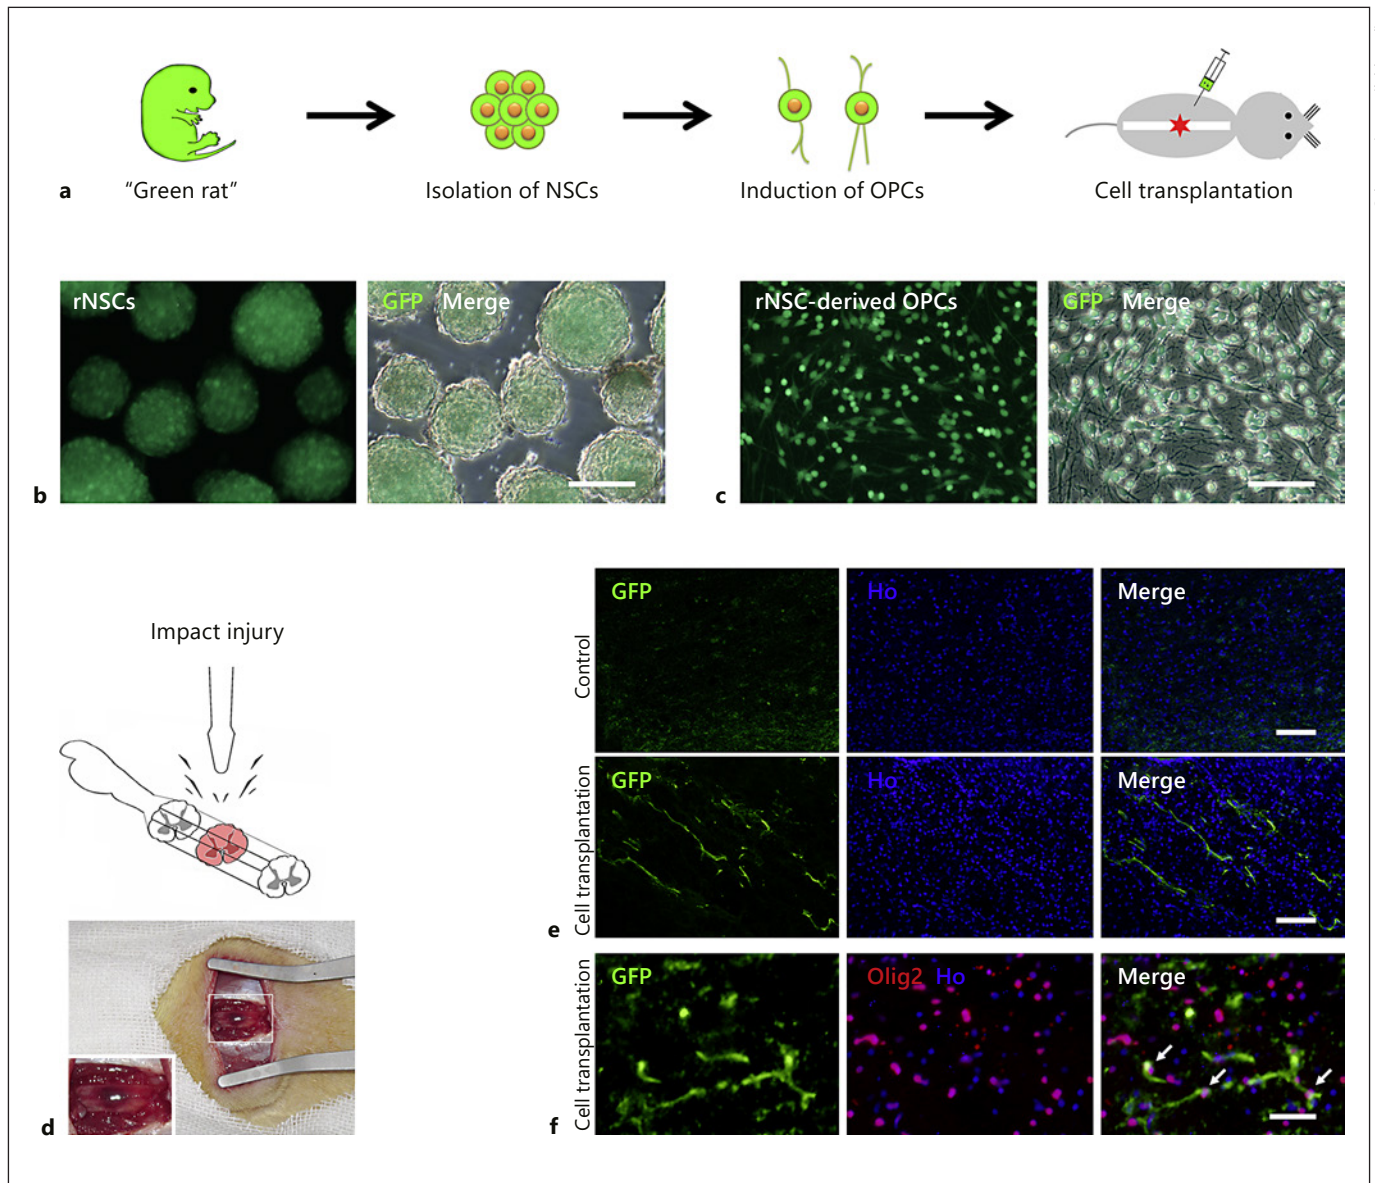 a
“Green rat”
Isolation of NSCs
Induction of OPCs
Cell transplantation
b
rNSCs
GFP Merge
c
rNSC-derived OPCs
GFP Merge
Impact injury
d
Control
GFP
Ho
Merge
e
Cell transplantation
GFP
Ho
Merge
f
Cell transplantation
GFP
Olig2 Ho
Merge